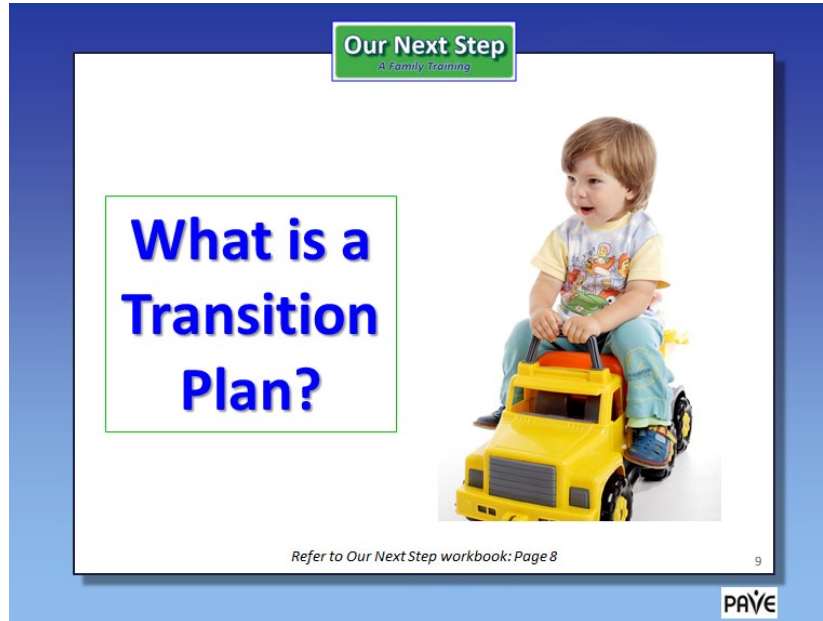 Our Next Step
A Family Training
What is a
Transition
Plan?
Refer to Our Next Step workbook: Page 8
9
PAVE